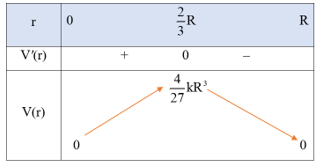 r 0 2/3 R R
V'(r) + 0 −
4/27 kR³
V(r)
0 0